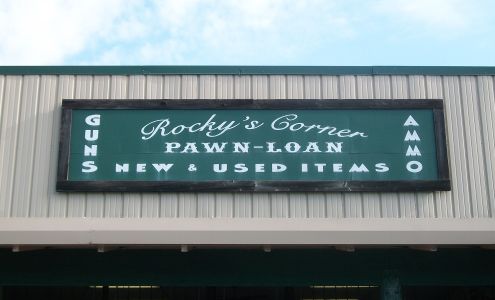 GUNS
Rocky's Corner
PAWN-LOAN
NEW & USED ITEMS
AMMO